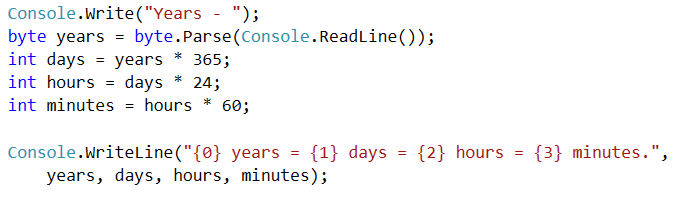 Console.Write("Years - ");
byte years = byte.Parse(Console.ReadLine());
int days = years * 365;
int hours = days * 24;
int minutes = hours * 60;
Console.WriteLine("{0} years = {1} days = {2} hours = {3} minutes.",
years, days, hours, minutes);